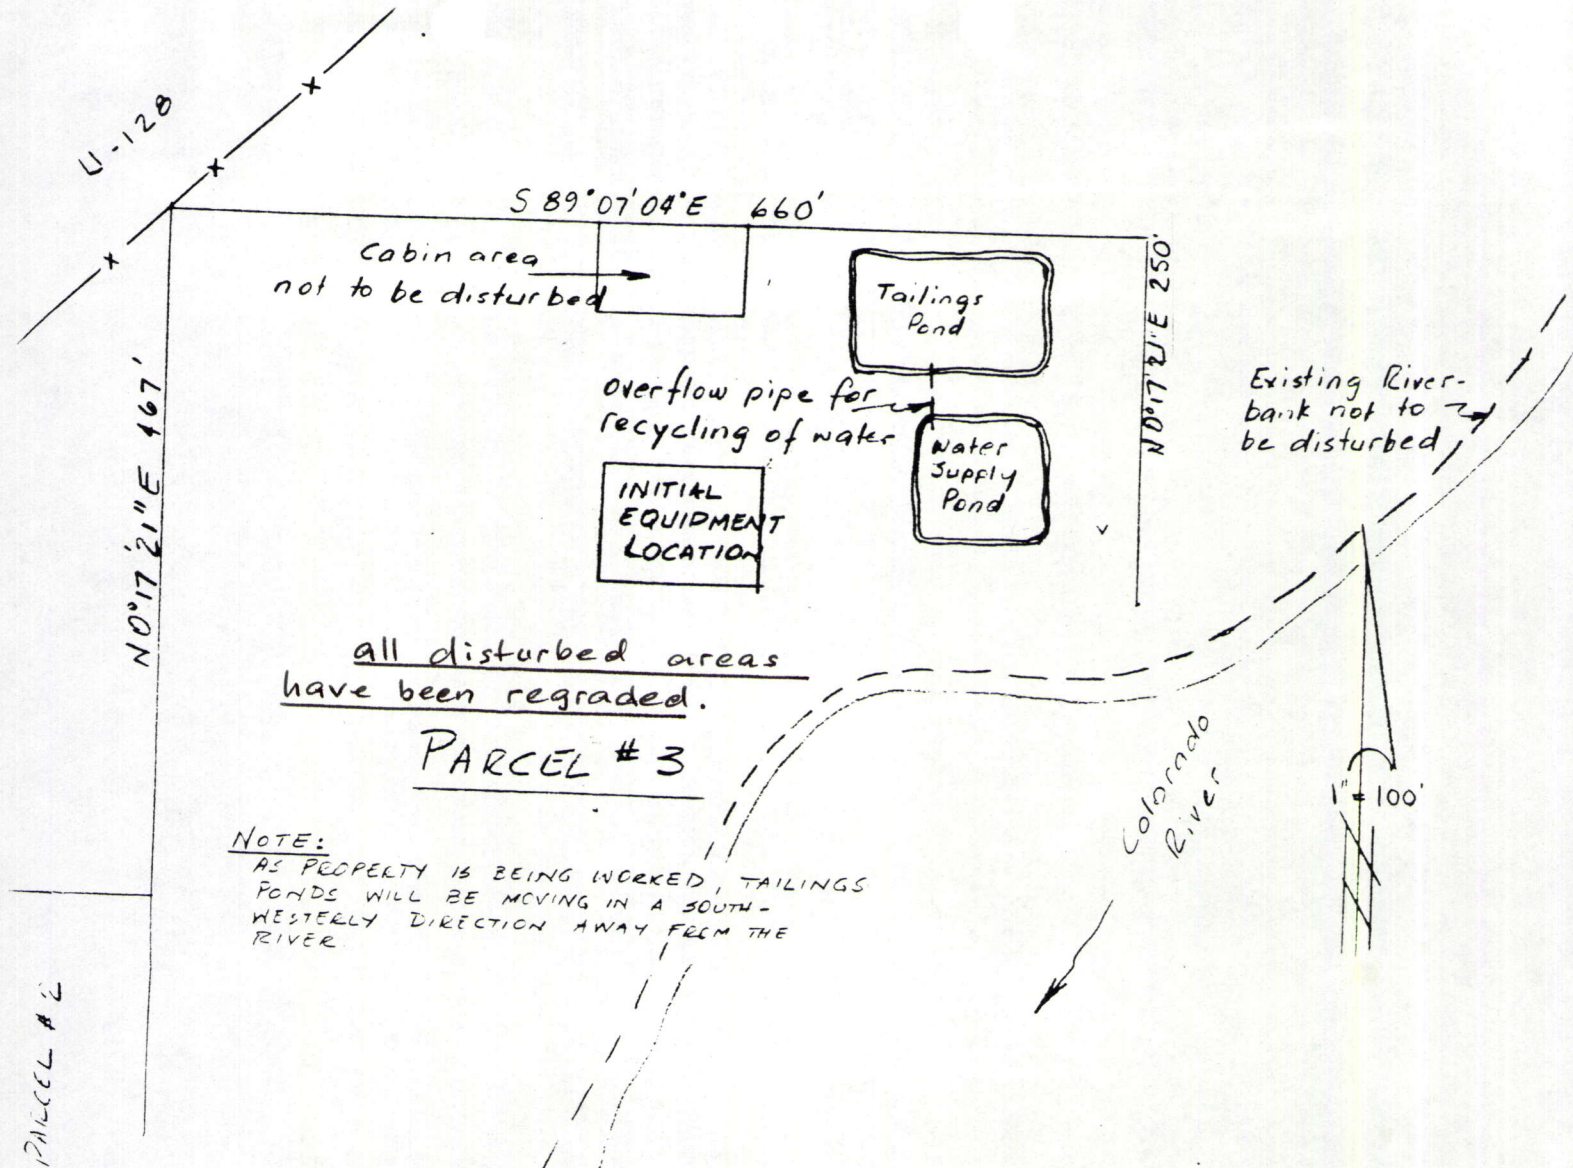 U-128
S 89°07'04"E 660'
Cabin area
not to be disturbed
Tailings
Pond
N0°17'21"E 250'
Existing River-
bank not to
be disturbed
overflow pipe for
recycling of water
Water
Supply
Pond
INITIAL
EQUIDMENT
LOCATION
N0°17'21"E 467'
all disturbed areas
have been regraded.
PARCEL #3
Colorado
River
1" = 100'
NOTE:
AS PROPERTY IS BEING WORKED, TAILINGS
PONDS WILL BE MOVING IN A SOUTH-
WESTERLY DIRECTION AWAY FROM THE
RIVER
PARCEL #2